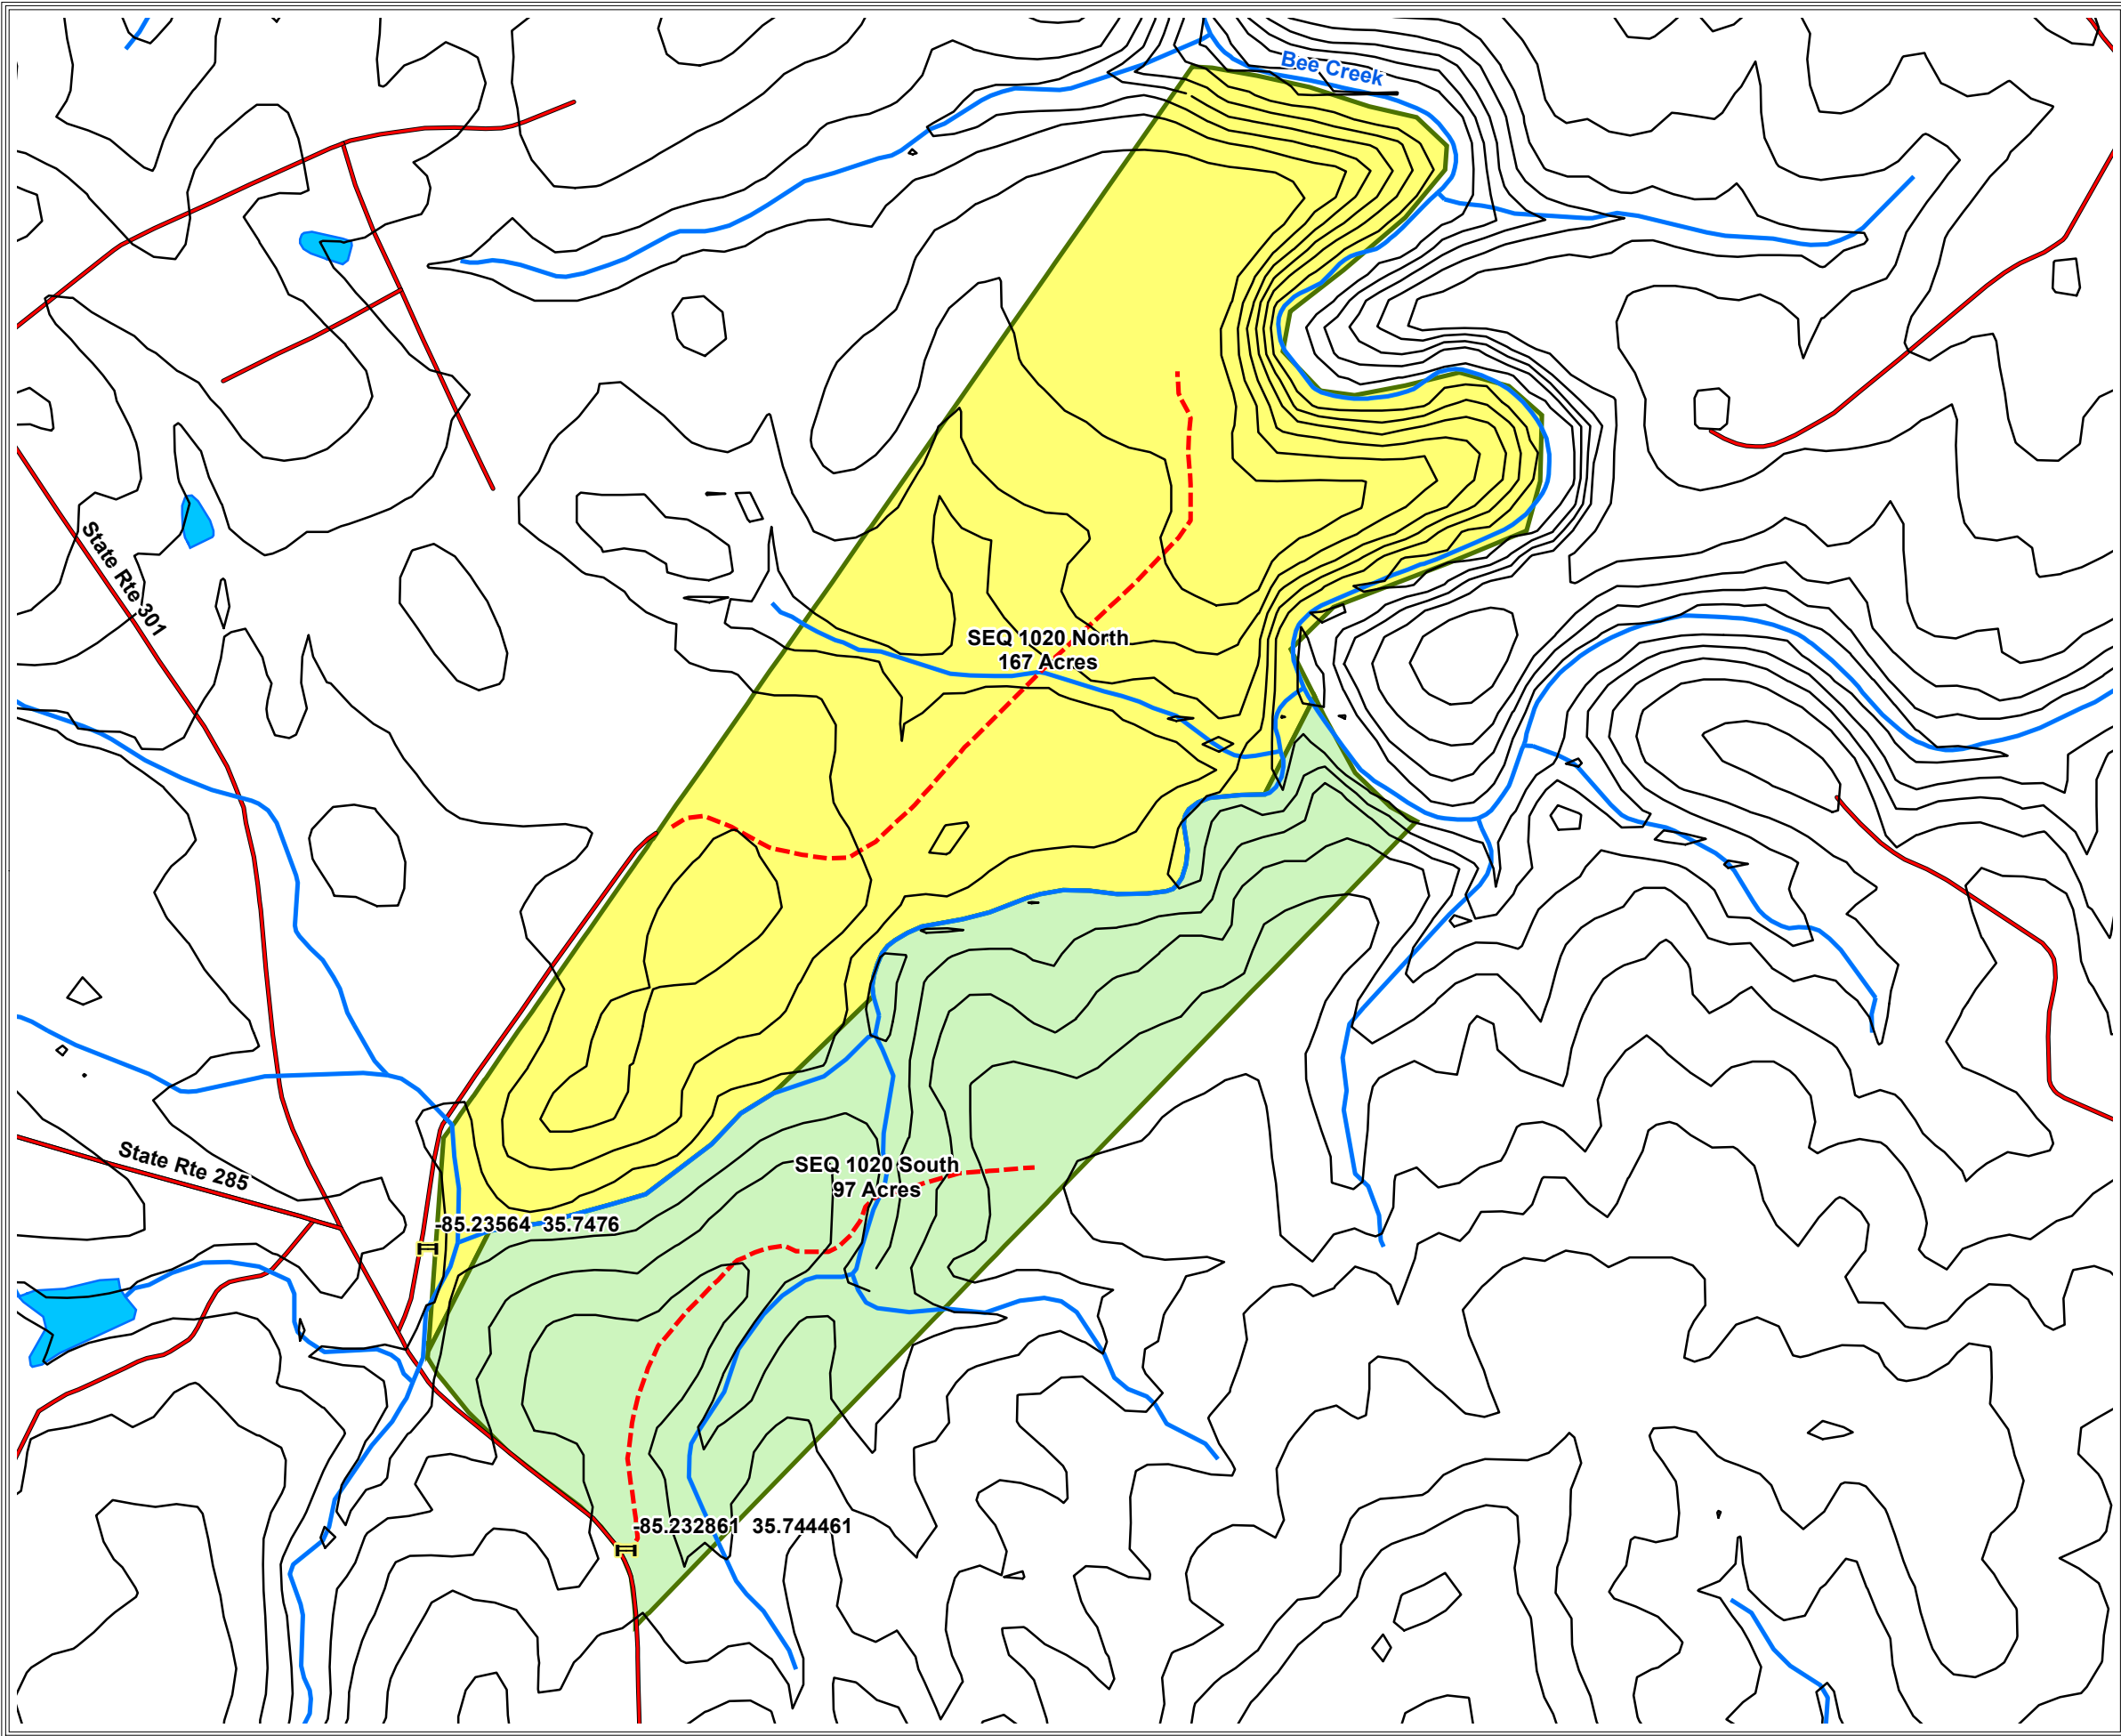 Bee Creek
State Rte 301
SEQ 1020 North
167 Acres
State Rte 285
SEQ 1020 South
97 Acres
-85.23564  35.7476
-85.232861  35.744461